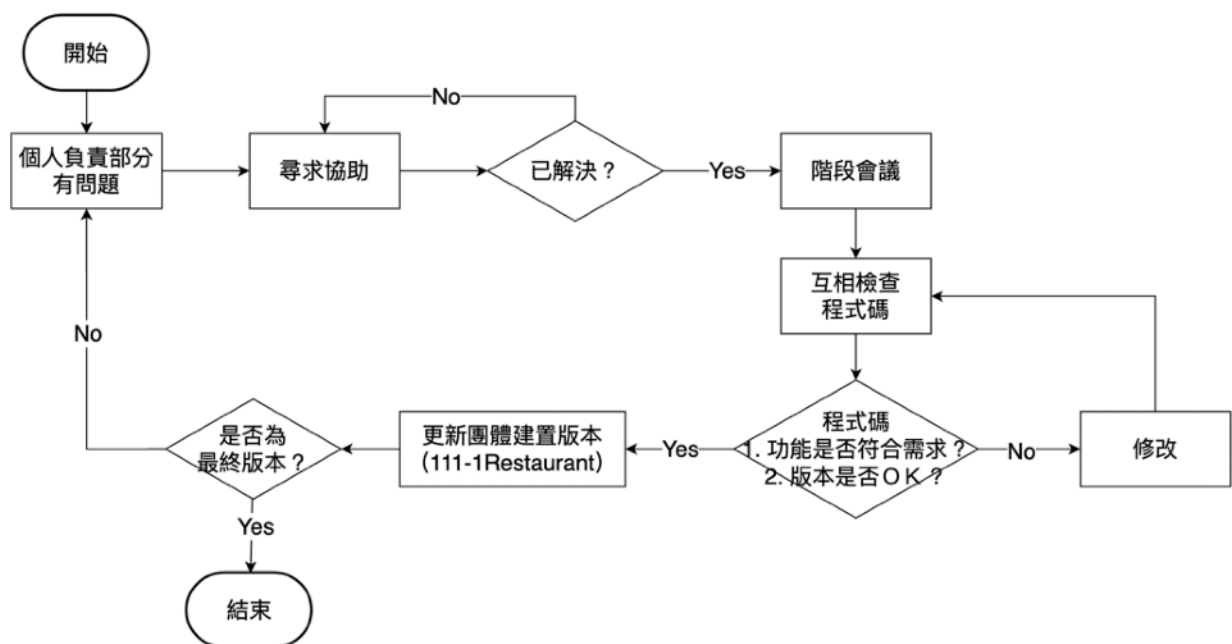 開始
No
個人負責部分
有問題
尋求協助
已解決？
Yes
階段會議
互相檢查
程式碼
No
是否為
最終版本？
更新團體建置版本
（111-1Restaurant）
Yes
程式碼
1. 功能是否符合需求？
2. 版本是否ＯＫ？
No
修改
Yes
結束